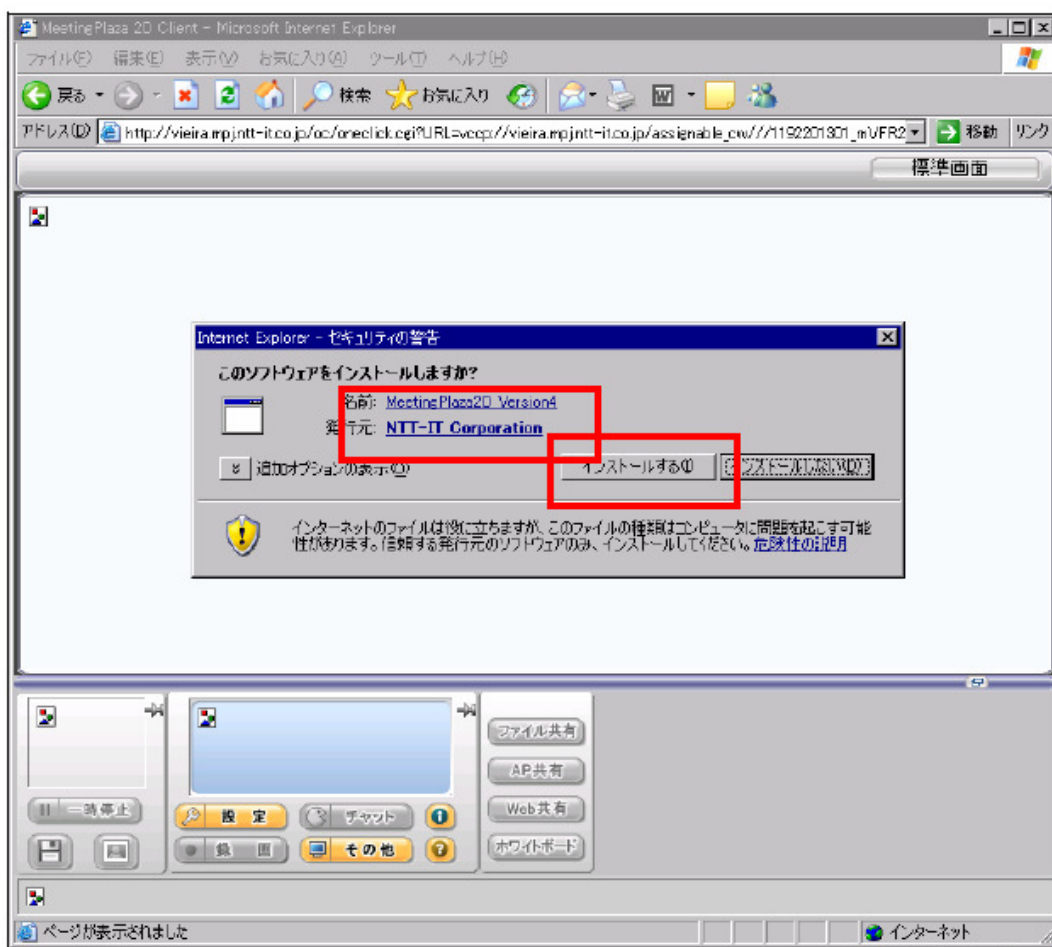 MeetingPlaza 2D Client - Microsoft Internet Explorer
ファイル(F) 編集(E) 表示(V) お気に入り(A) ツール(T) ヘルプ(H)
戻る 検索 お気に入り
アドレス(D) http://vieira.mpj.ntt-it.co.jp/oc/oneclick.cgi?URL=vccp://vieira.mpj.ntt-it.co.jp/assignable_cw///1192201301_mVFR2 移動 リンク
標準画面
Internet Explorer - セキュリティの警告
このソフトウェアをインストールしますか?
名前: MeetingPlaza2D Version4
発行元: NTT-IT Corporation
追加オプションの表示(O) インストールする(I) インストールしない(D)
インターネットのファイルは役に立ちますが、このファイルの種類はコンピュータに問題を起こす可能
性があります。信頼する発行元のソフトウェアのみ、インストールしてください。危険性の説明
ファイル共有
AP共有
一時停止 Web共有
設定 チャット
録画 その他 ホワイトボード
ページが表示されました インターネット